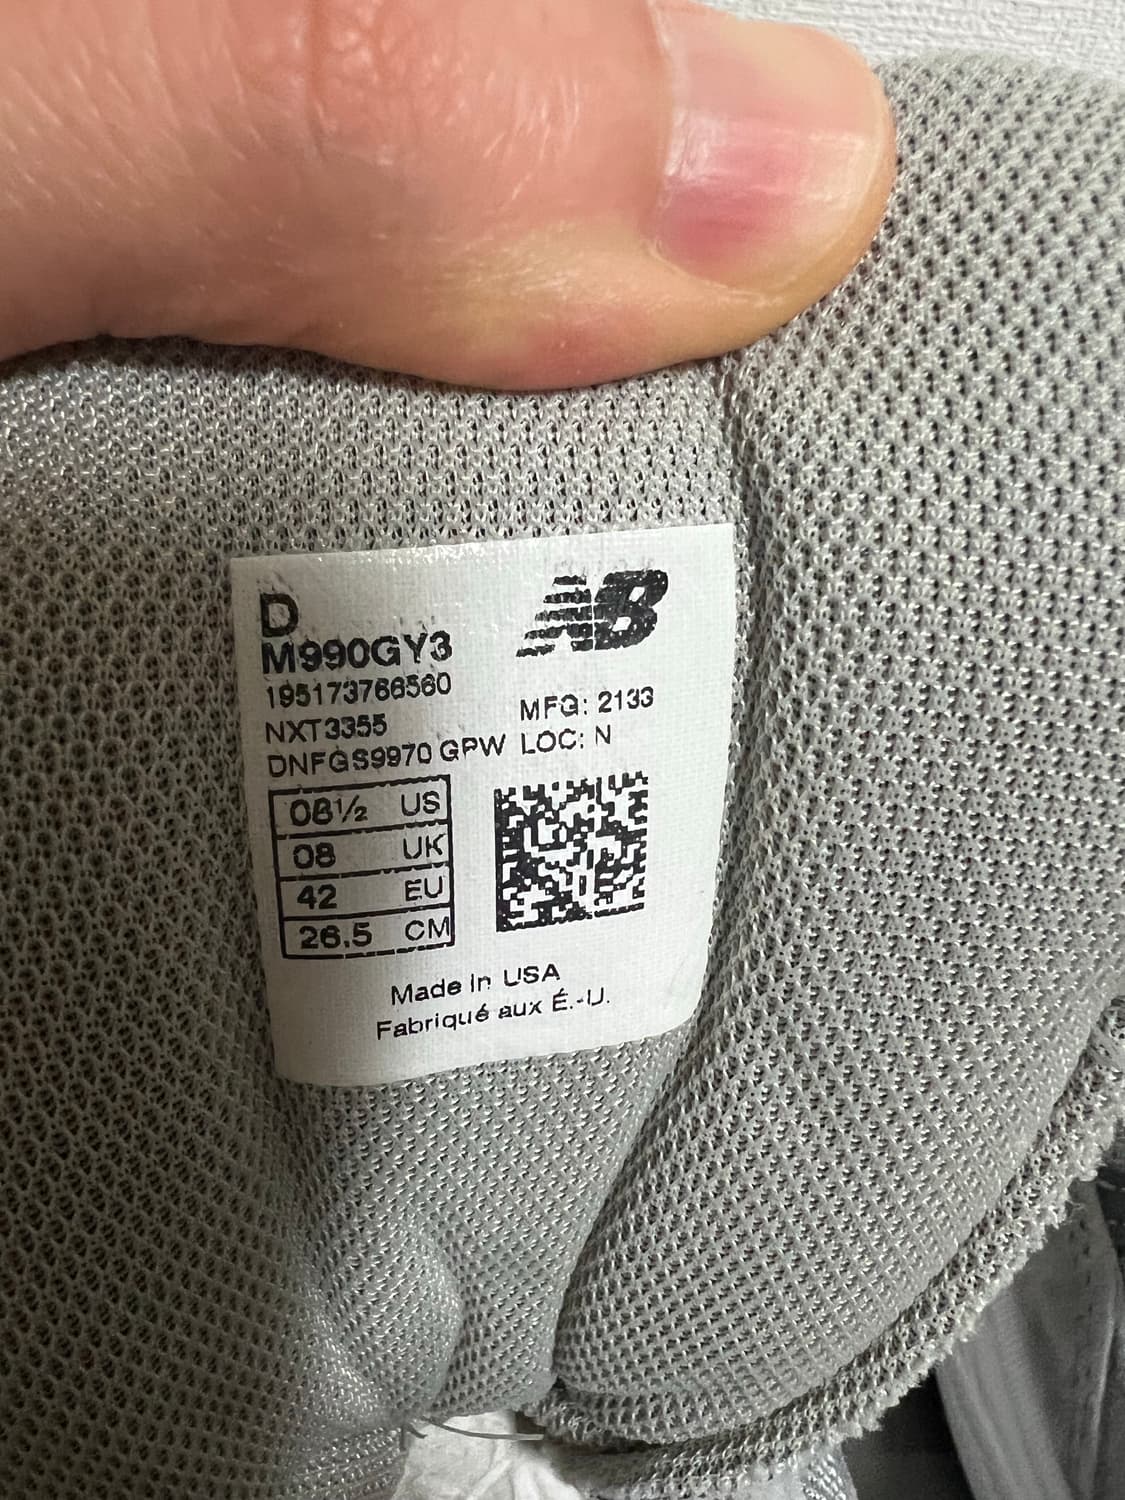 D
NB
M990GY3
195173766560
NXT3355
MFG: 2133
DNFGS9970 GPW LOC: N
08½ US
08 UK
42 EU
26.5 CM
Made in USA
Fabriqué aux É.-U.